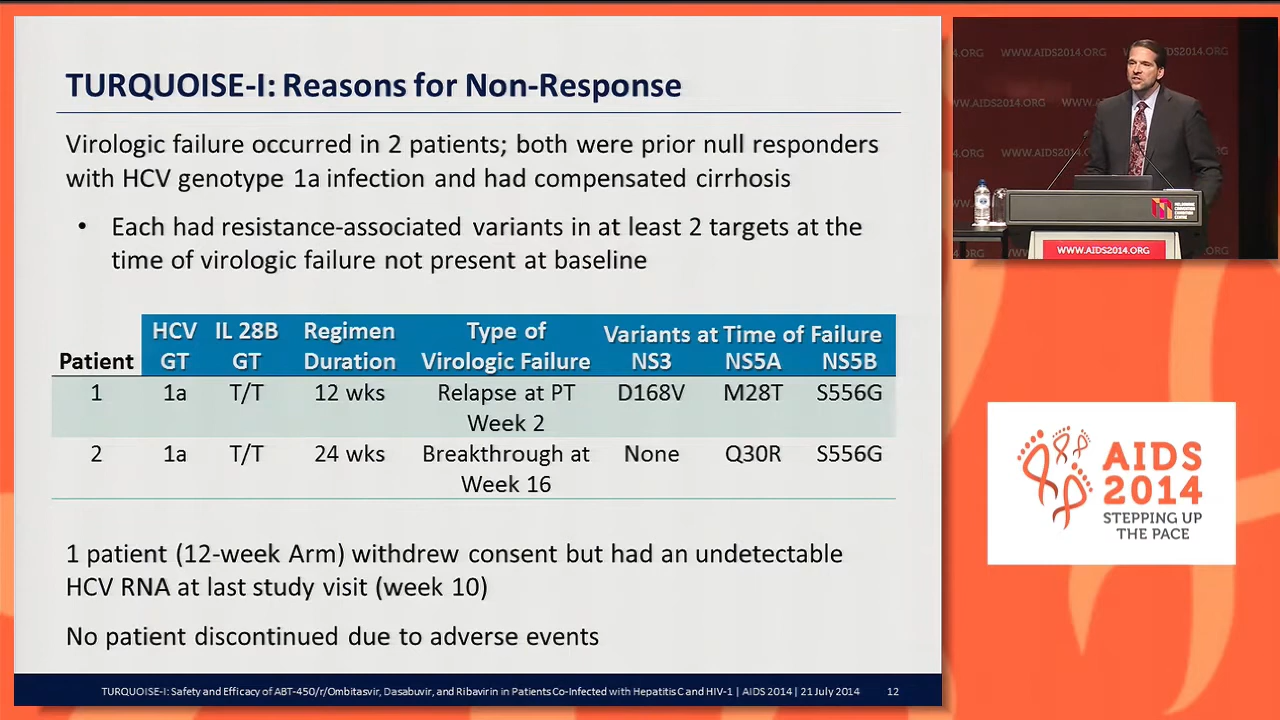 TURQUOISE-I: Reasons for Non-Response
Virologic failure occurred in 2 patients; both were prior null responders
with HCV genotype 1a infection and had compensated cirrhosis
• Each had resistance-associated variants in at least 2 targets at the
time of virologic failure not present at baseline
HCV IL 28B Regimen Type of Variants at Time of Failure
Patient GT GT Duration Virologic Failure NS3 NS5A NS5B
1 1a T/T 12 wks Relapse at PT D168V M28T S556G
Week 2
2 1a T/T 24 wks Breakthrough at None Q30R S556G
Week 16
1 patient (12-week Arm) withdrew consent but had an undetectable
HCV RNA at last study visit (week 10)
No patient discontinued due to adverse events
TURQUOISE-I: Safety and Efficacy of ABT-450/r/Ombitasvir, Dasabuvir, and Ribavirin in Patients Co-Infected with Hepatitis C and HIV-1 | AIDS 2014 | 21 July 2014 12
WWW.AIDS2014.ORG
WWW.AIDS2014.ORG
AIDS
2014
STEPPING UP
THE PACE